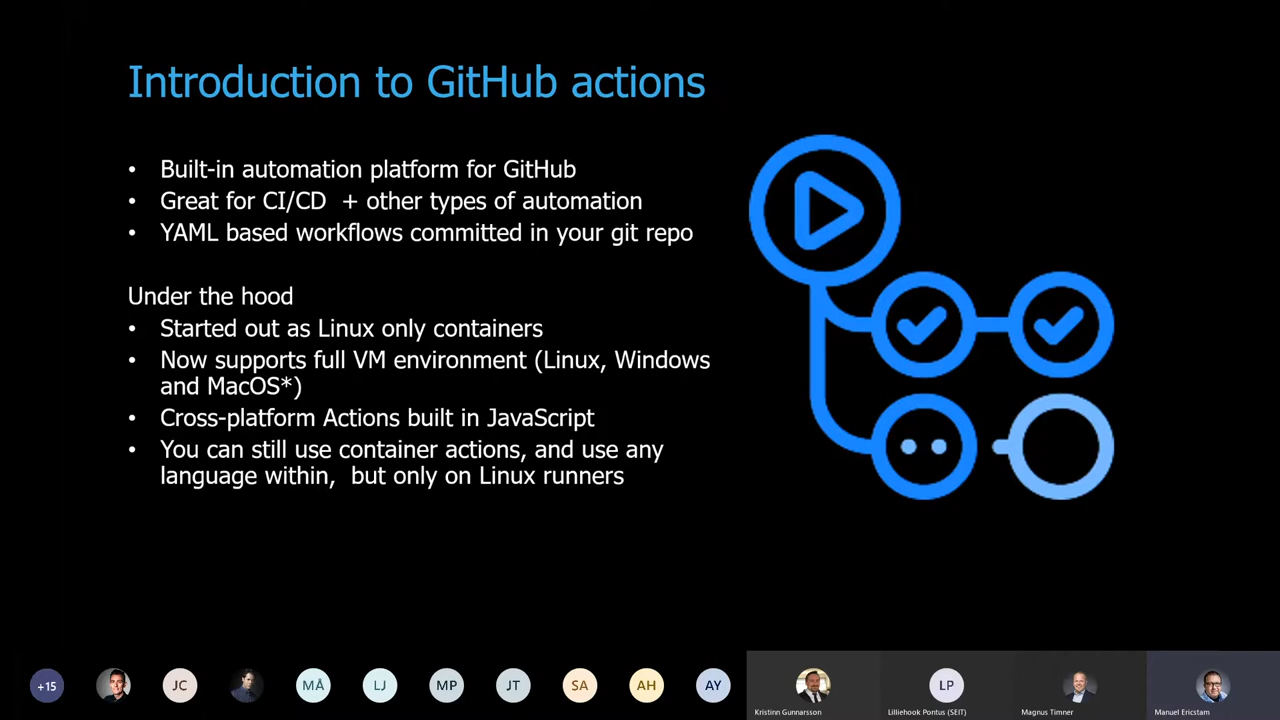 Introduction to GitHub actions
• Built-in automation platform for GitHub
• Great for CI/CD  + other types of automation
• YAML based workflows committed in your git repo
Under the hood
• Started out as Linux only containers
• Now supports full VM environment (Linux, Windows
and MacOS*)
• Cross-platform Actions built in JavaScript
• You can still use container actions, and use any
language within,  but only on Linux runners
+15
JC
MÅ
LJ
MP
JT
SA
AH
AY
LP
Kristinn Gunnarsson
Lilliehook Pontus (SEIT)
Magnus Timner
Manuel Ericstam